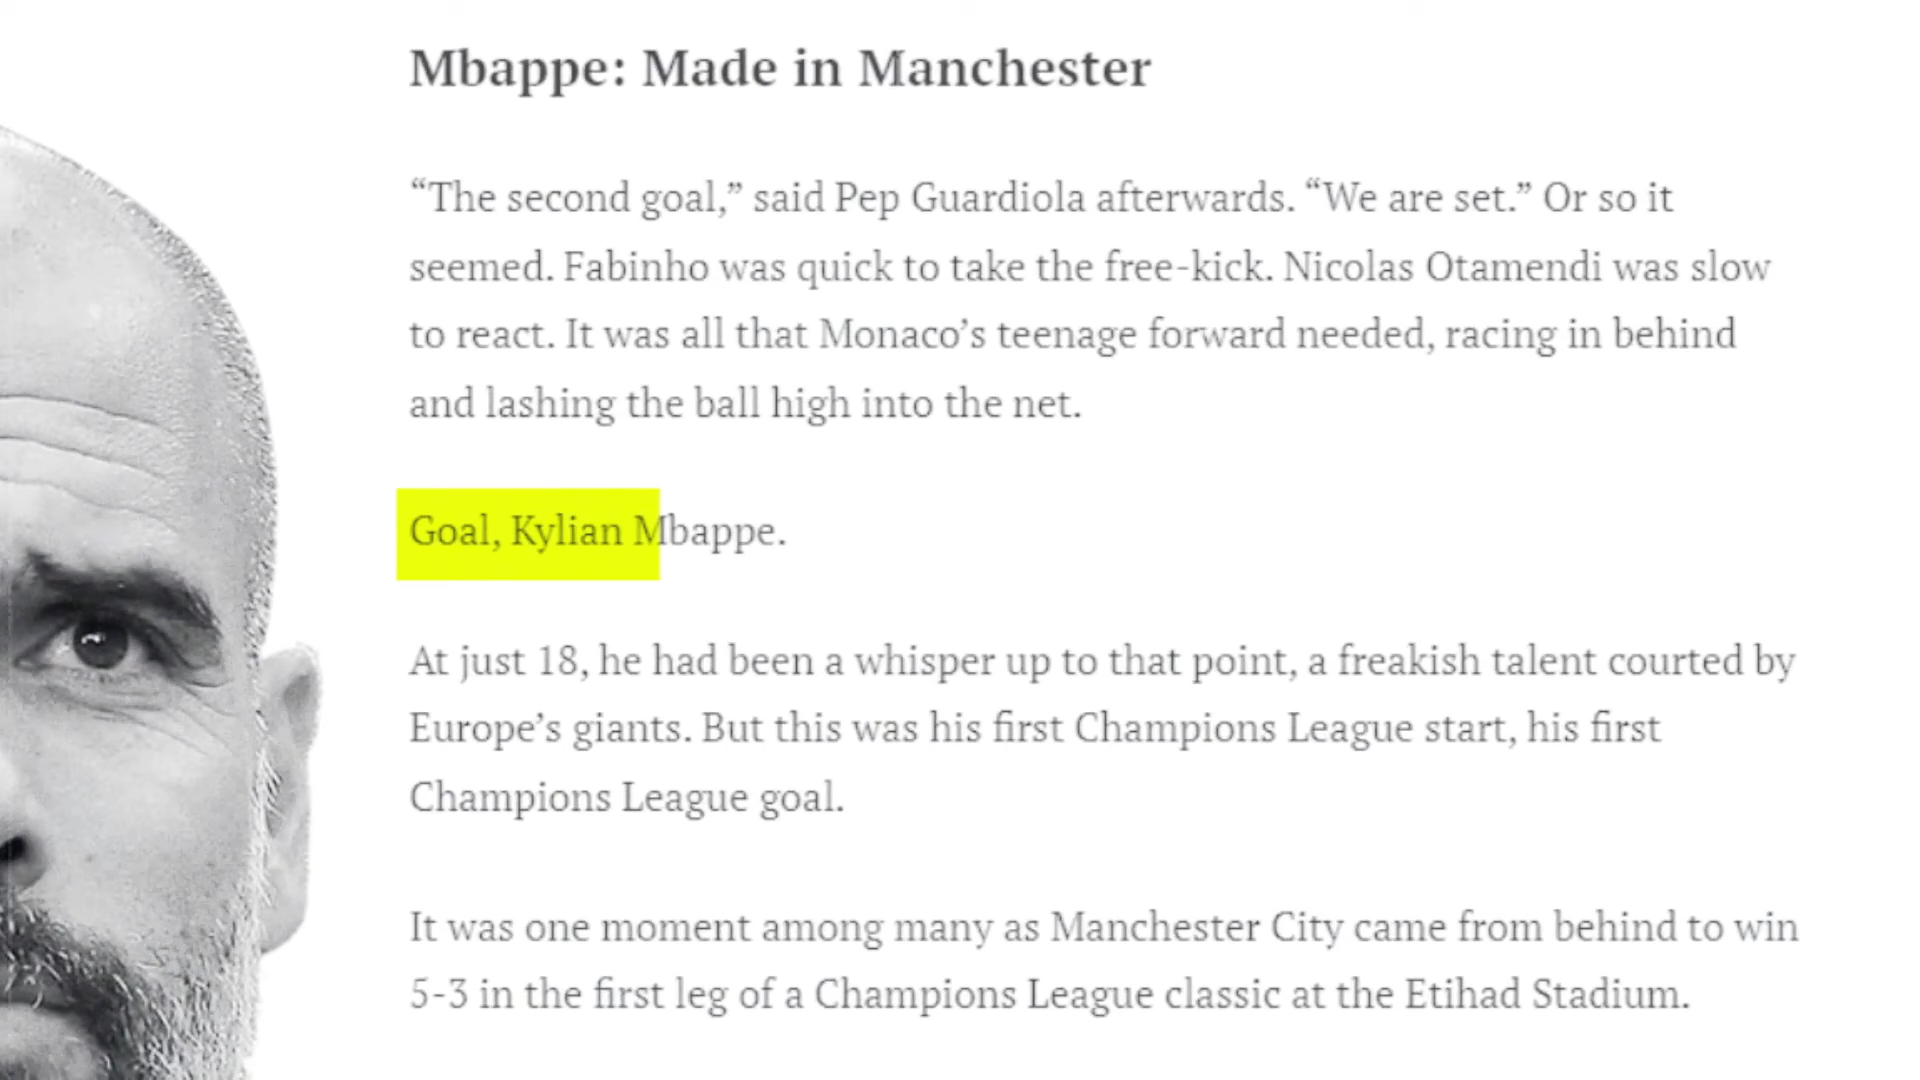 Mbappe: Made in Manchester
“The second goal,” said Pep Guardiola afterwards. “We are set.” Or so it
seemed. Fabinho was quick to take the free-kick. Nicolas Otamendi was slow
to react. It was all that Monaco’s teenage forward needed, racing in behind
and lashing the ball high into the net.
Goal, Kylian Mbappe.
At just 18, he had been a whisper up to that point, a freakish talent courted by
Europe’s giants. But this was his first Champions League start, his first
Champions League goal.
It was one moment among many as Manchester City came from behind to win
5-3 in the first leg of a Champions League classic at the Etihad Stadium.